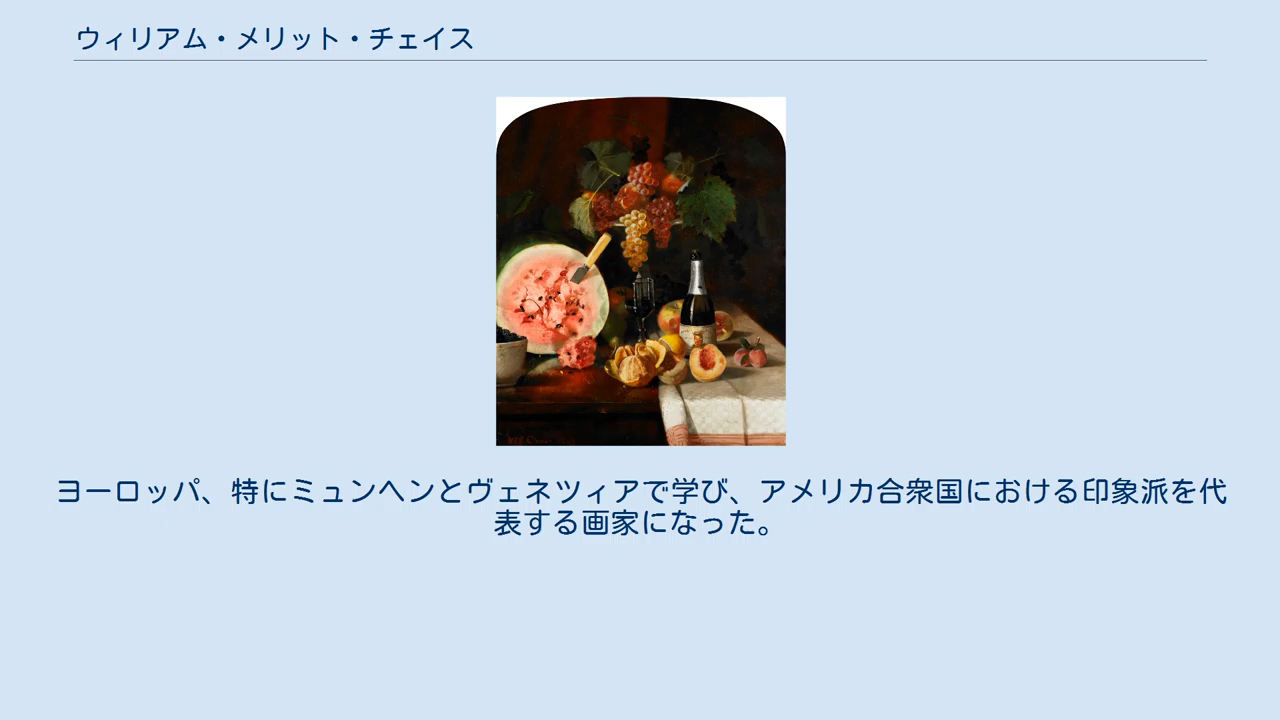 ウィリアム・メリット・チェイス
ヨーロッパ、特にミュンヘンとヴェネツィアで学び、アメリカ合衆国における印象派を代
表する画家になった。